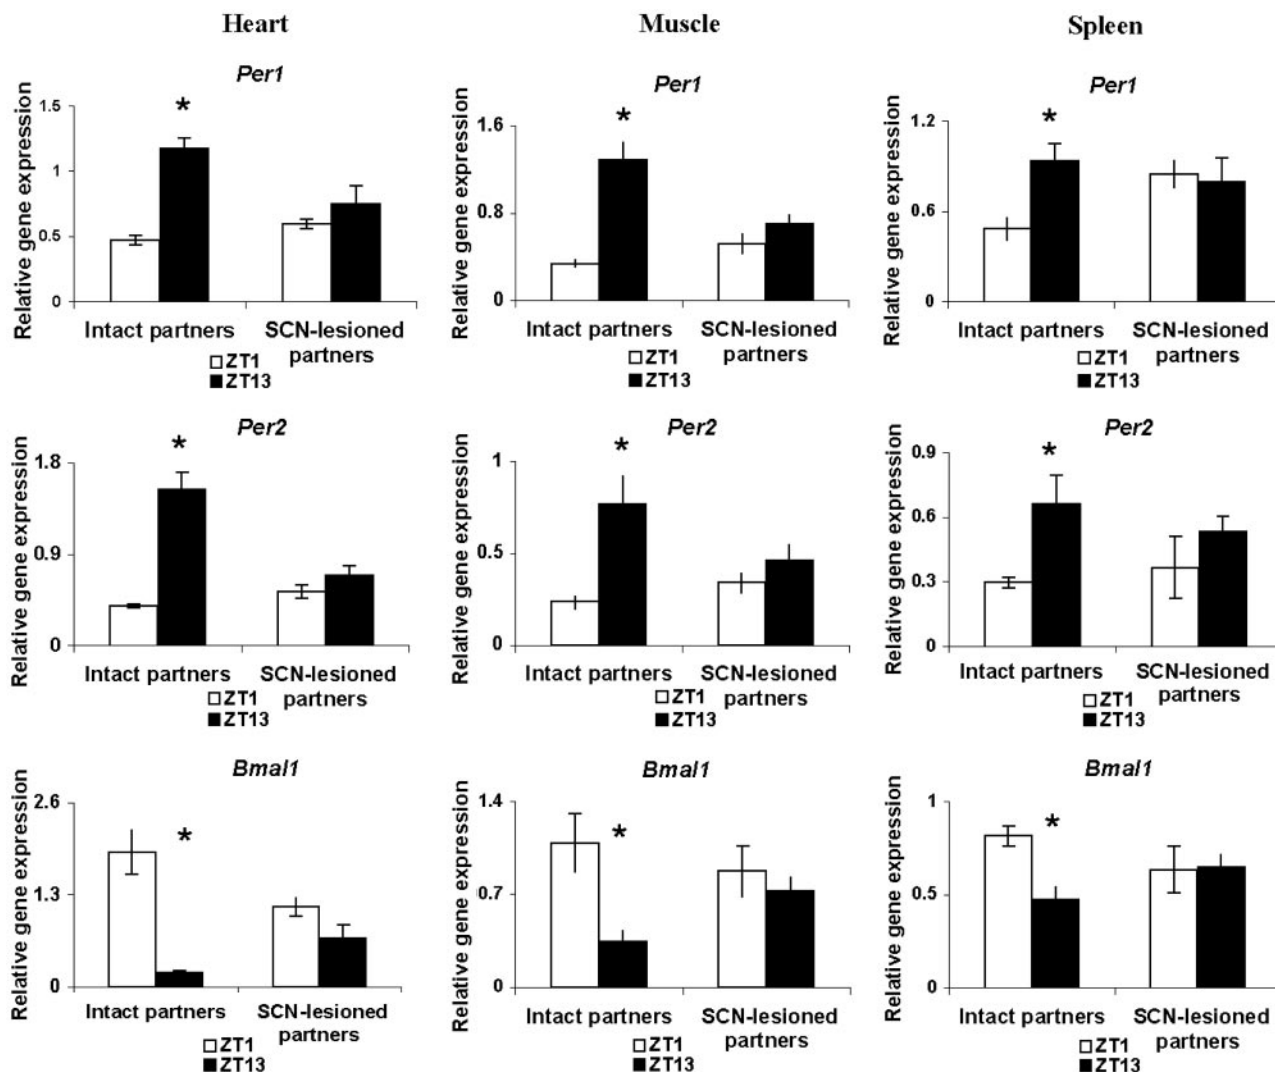 Heart
Muscle
Spleen
Per1
Relative gene expression
1.5
1
0.5
0
*
Intact partners
SCN-lesioned
partners
ZT1
ZT13
Per1
Relative gene expression
1.6
0.8
0
*
Intact partners
SCN-lesioned
partners
ZT1
ZT13
Per1
Relative gene expression
1.2
0.6
0
*
Intact partners
SCN-lesioned
partners
ZT1
ZT13
Per2
Relative gene expression
1.8
0.9
0
*
Intact partners
SCN-lesioned
partners
ZT1
ZT13
Per2
Relative gene expression
1
0.5
0
*
Intact partners
SCN-lesioned
partners
ZT1
ZT13
Per2
Relative gene expression
0.9
0.6
0.3
0
*
Intact partners
SCN-lesioned
partners
ZT1
ZT13
Bmal1
Relative gene expression
2.6
1.3
0
*
Intact partners
SCN-lesioned
partners
ZT1
ZT13
Bmal1
Relative gene expression
1.4
0.7
0
*
Intact partners
SCN-lesioned
partners
ZT1
ZT13
Bmal1
Relative gene expression
1
0.5
0
*
Intact partners
SCN-lesioned
partners
ZT1
ZT13